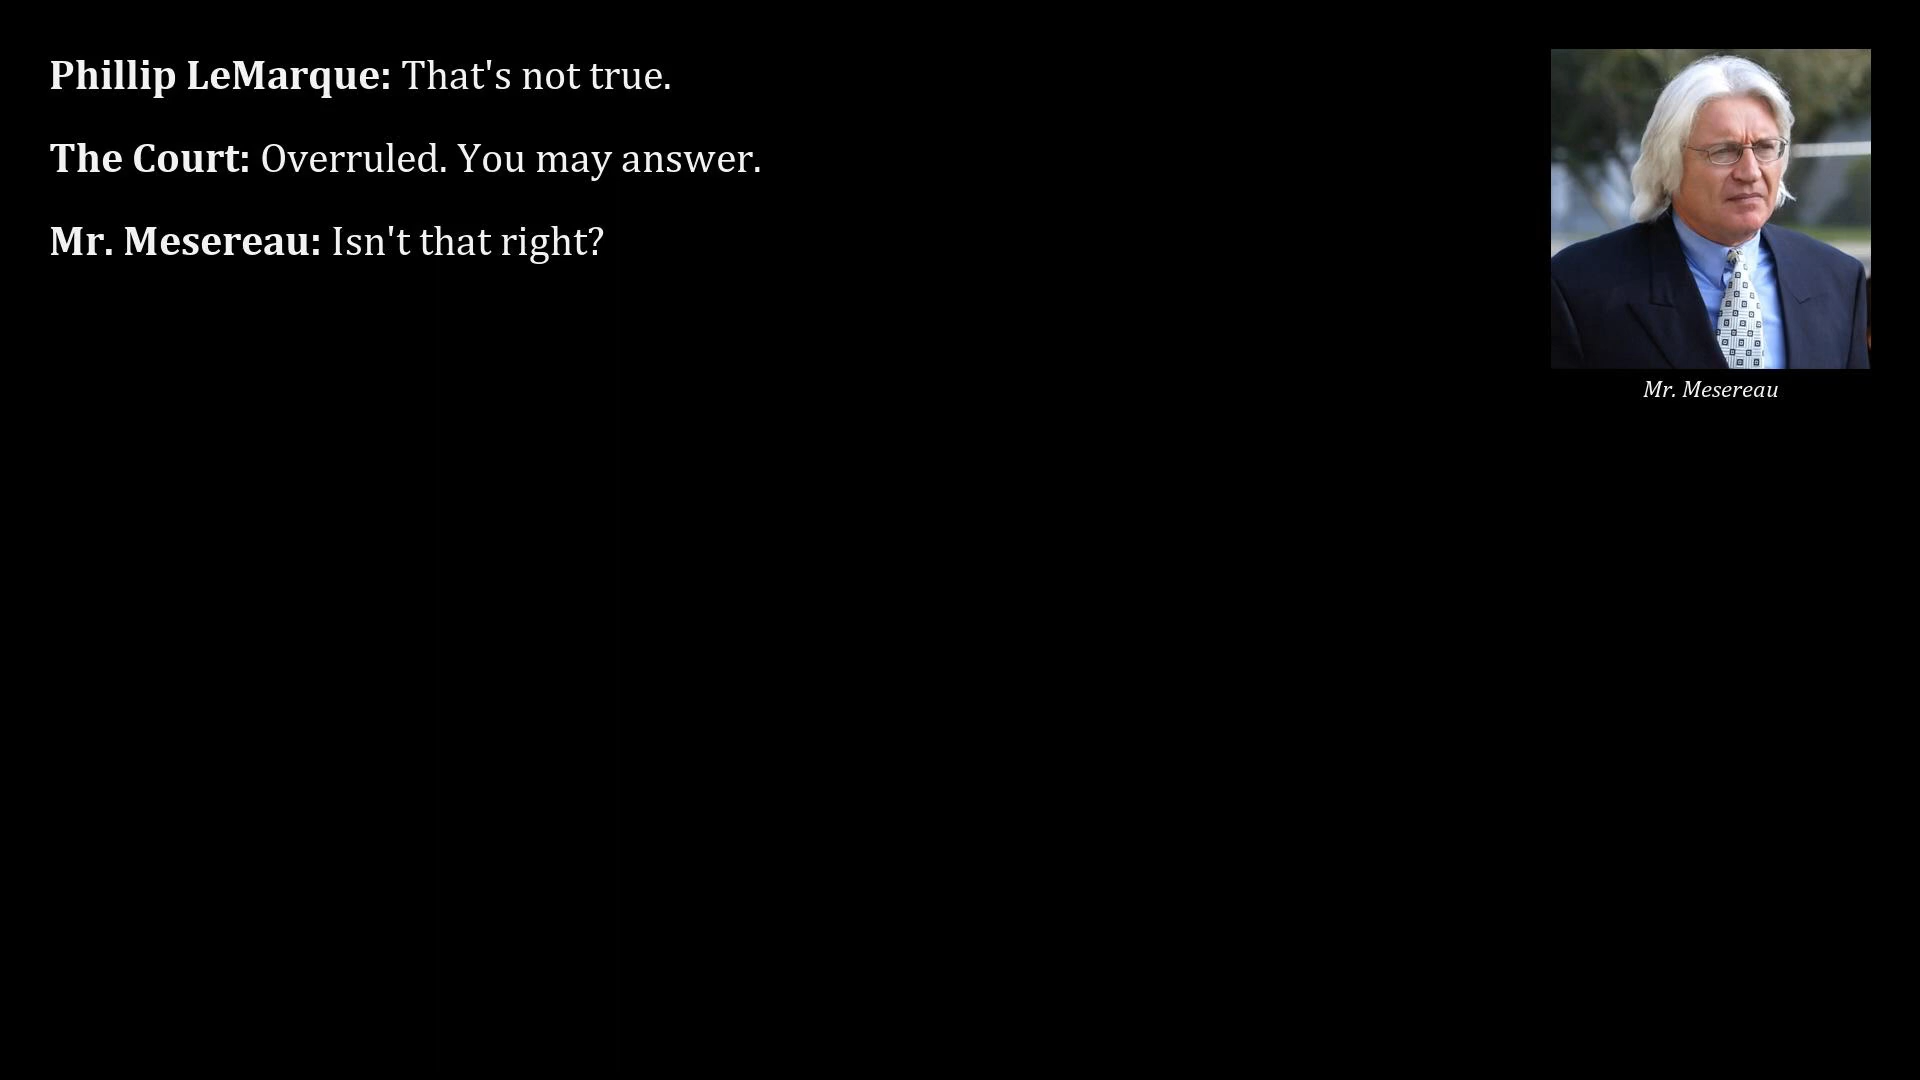 Phillip LeMarque: That's not true.
The Court: Overruled. You may answer.
Mr. Mesereau: Isn't that right?
Mr. Mesereau